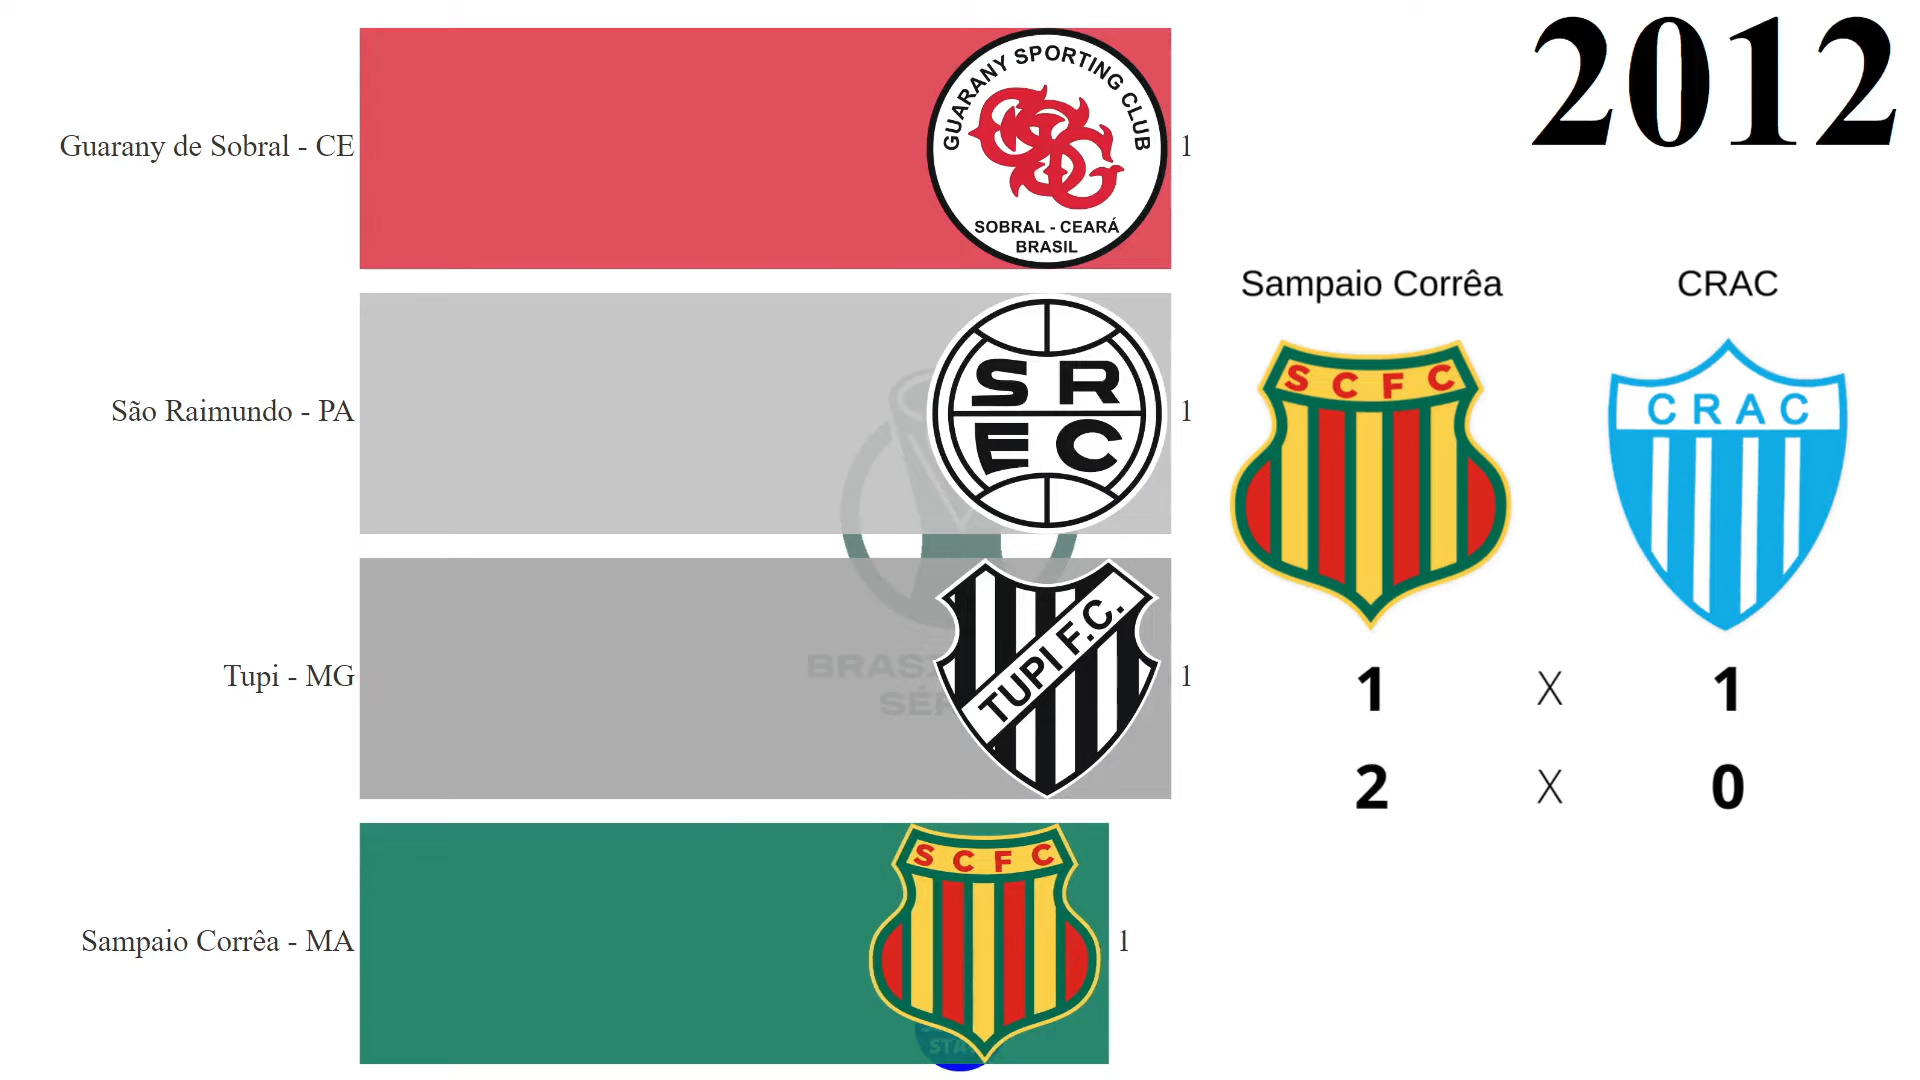 2012
Guarany de Sobral - CE
GUARANY SPORTING CLUB
SOBRAL - CEARÁ
BRASIL
1
São Raimundo - PA
S R
E C
1
Tupi - MG
TUPI F.C.
1
Sampaio Corrêa - MA
S C F C
1
Sampaio Corrêa CRAC
S C F C
CRAC
1 X 1
2 X 0